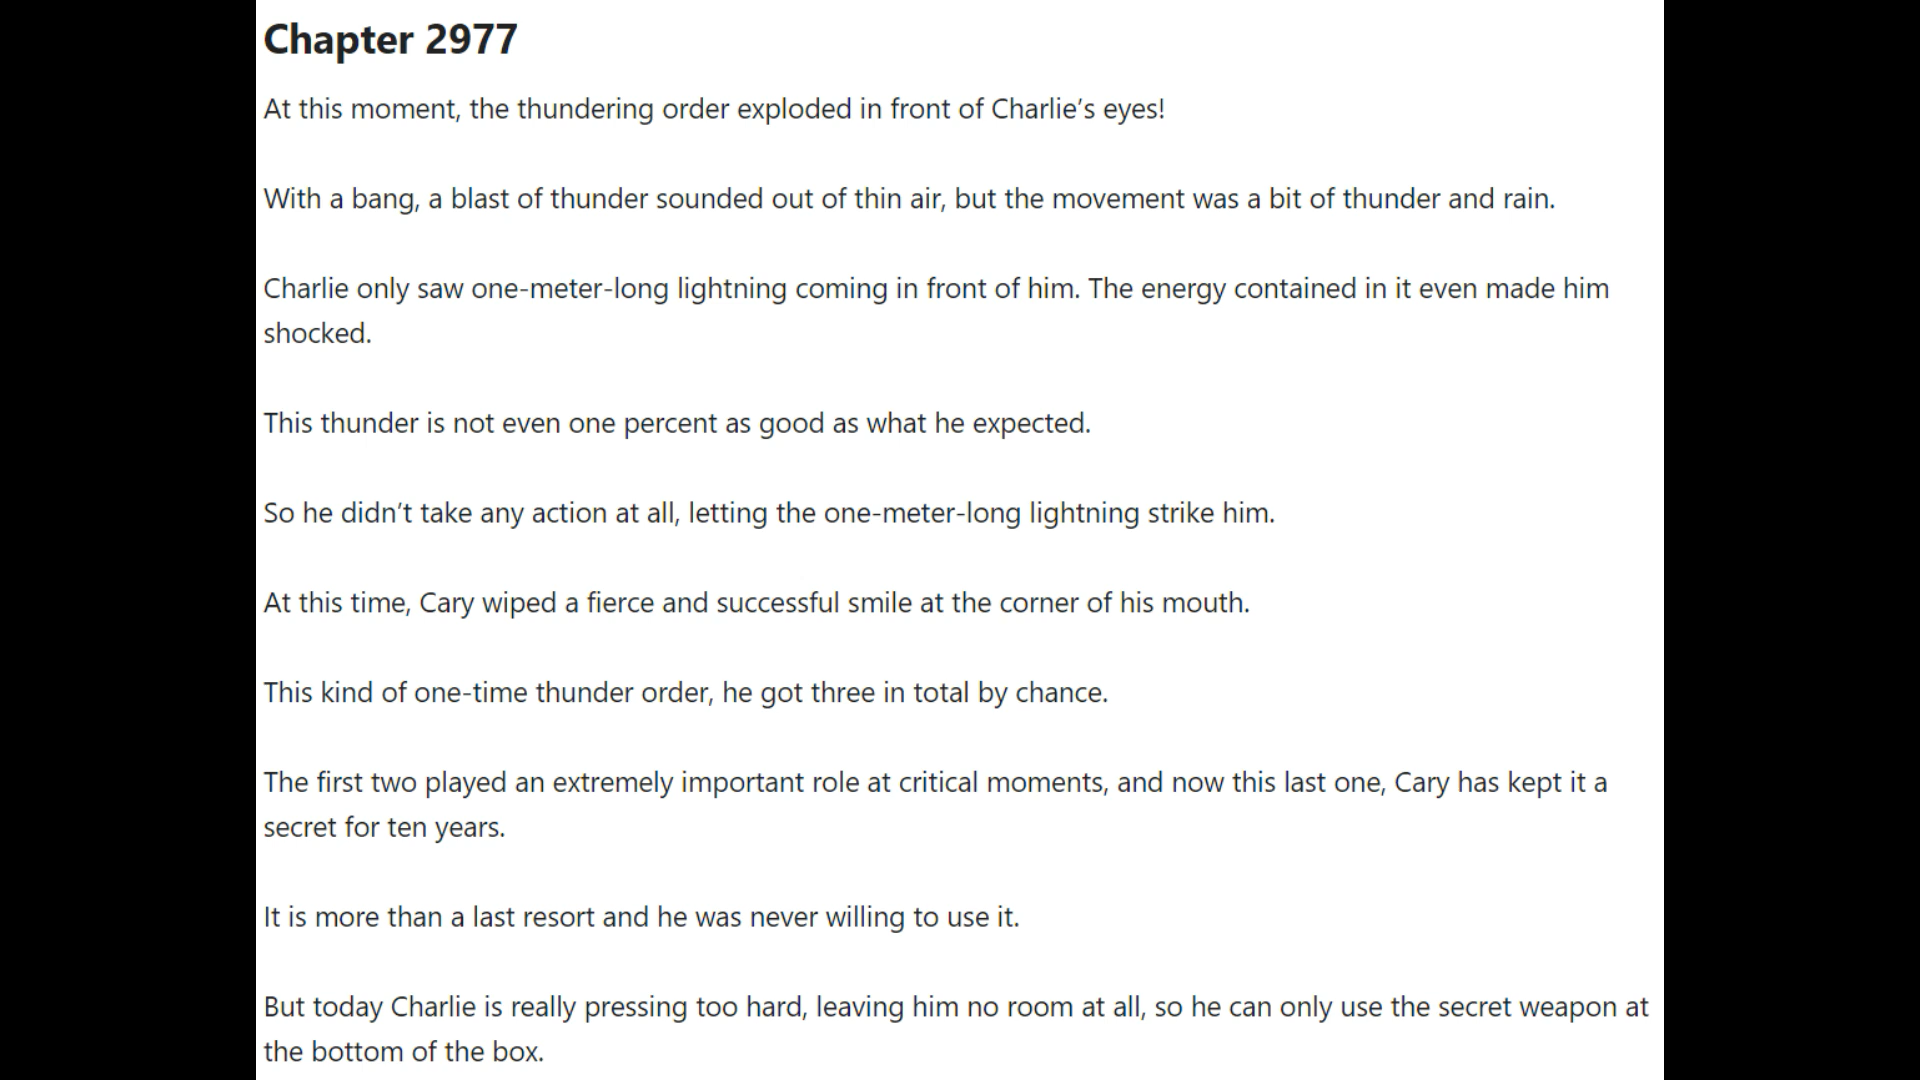 Chapter 2977
At this moment, the thundering order exploded in front of Charlie’s eyes!
With a bang, a blast of thunder sounded out of thin air, but the movement was a bit of thunder and rain.
Charlie only saw one-meter-long lightning coming in front of him. The energy contained in it even made him
shocked.
This thunder is not even one percent as good as what he expected.
So he didn’t take any action at all, letting the one-meter-long lightning strike him.
At this time, Cary wiped a fierce and successful smile at the corner of his mouth.
This kind of one-time thunder order, he got three in total by chance.
The first two played an extremely important role at critical moments, and now this last one, Cary has kept it a
secret for ten years.
It is more than a last resort and he was never willing to use it.
But today Charlie is really pressing too hard, leaving him no room at all, so he can only use the secret weapon at
the bottom of the box.